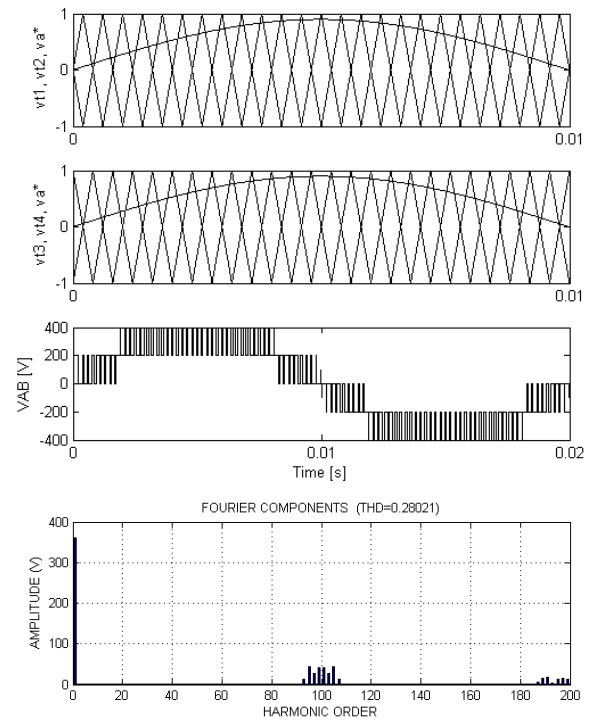 vt1, vt2, va*
1
0
-1
0
0.01
vt3, vt4, va*
1
0
-1
0
0.01
VAB [V]
400
200
0
-200
-400
0
0.01
0.02
Time [s]
FOURIER COMPONENTS (THD=0.28021)
AMPLITUDE (V)
400
300
200
100
0
0 20 40 60 80 100 120 140 160 180 200
HARMONIC ORDER